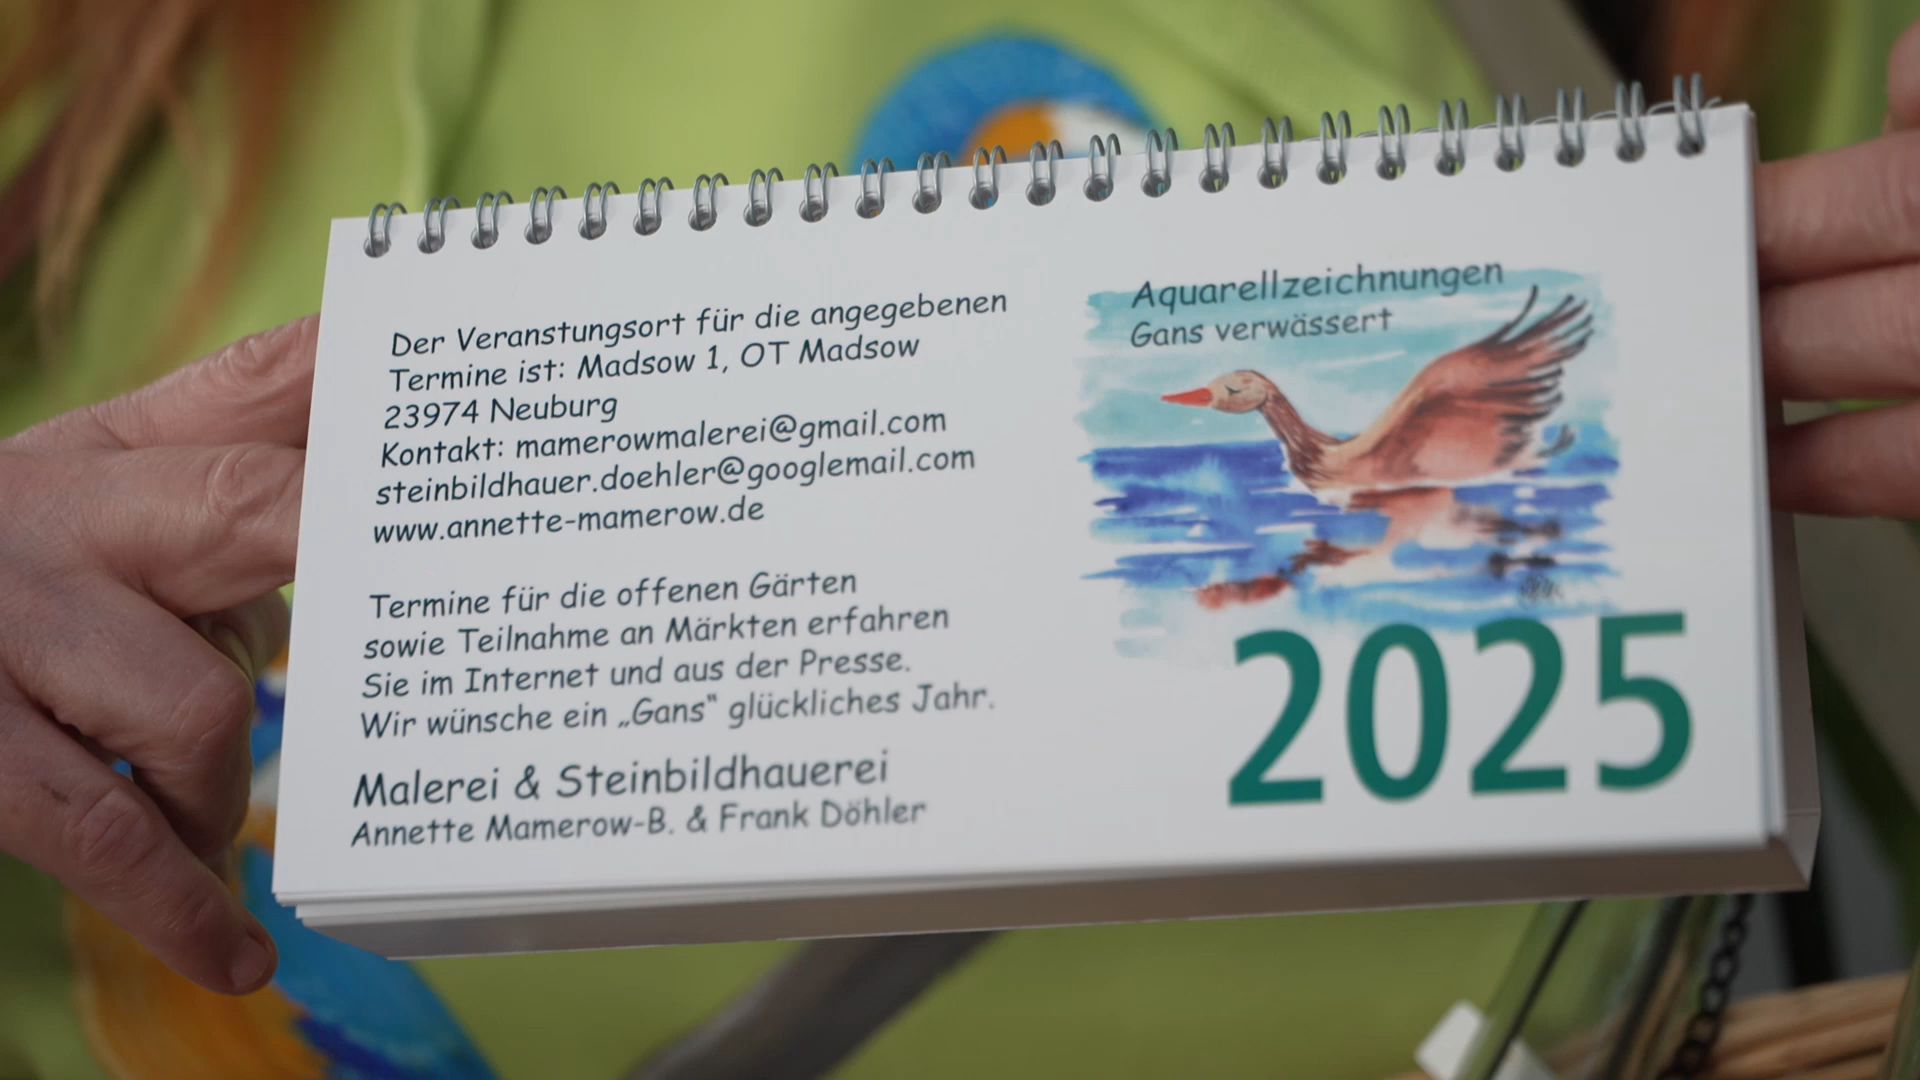 Der Veranstungsort für die angegebenen
Termine ist: Madsow 1, OT Madsow
23974 Neuburg
Kontakt: mamerowmalerei@gmail.com
steinbildhauer.doehler@googlemail.com
www.annette-mamerow.de
Termine für die offenen Gärten
sowie Teilnahme an Märkten erfahren
Sie im Internet und aus der Presse.
Wir wünsche ein „Gans“ glückliches Jahr.
Malerei & Steinbildhauerei
Annette Mamerow-B. & Frank Döhler
Aquarellzeichnungen
Gans verwässert
2025